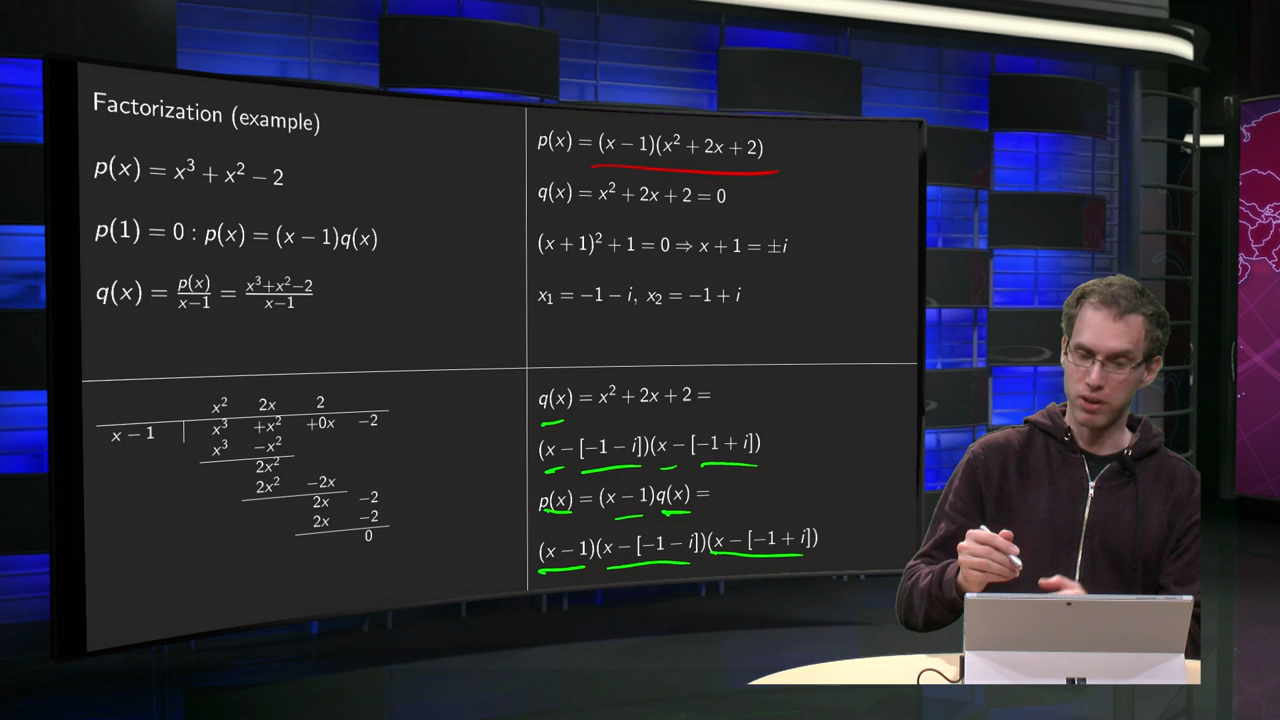 Factorization (example)
p(x) = x³ + x² − 2
p(1) = 0 : p(x) = (x − 1)q(x)
q(x) = p(x)/(x−1) = (x³+x²−2)/(x−1)
p(x) = (x − 1)(x² + 2x + 2)
q(x) = x² + 2x + 2 = 0
(x + 1)² + 1 = 0 ⇒ x + 1 = ±i
x₁ = −1 − i, x₂ = −1 + i
x² 2x 2
x − 1 | x³ +x² +0x −2
x³ −x²
2x²
2x² −2x
2x −2
2x −2
0
q(x) = x² + 2x + 2 =
(x − [−1 − i])(x − [−1 + i])
p(x) = (x − 1)q(x) =
(x − 1)(x − [−1 − i])(x − [−1 + i])